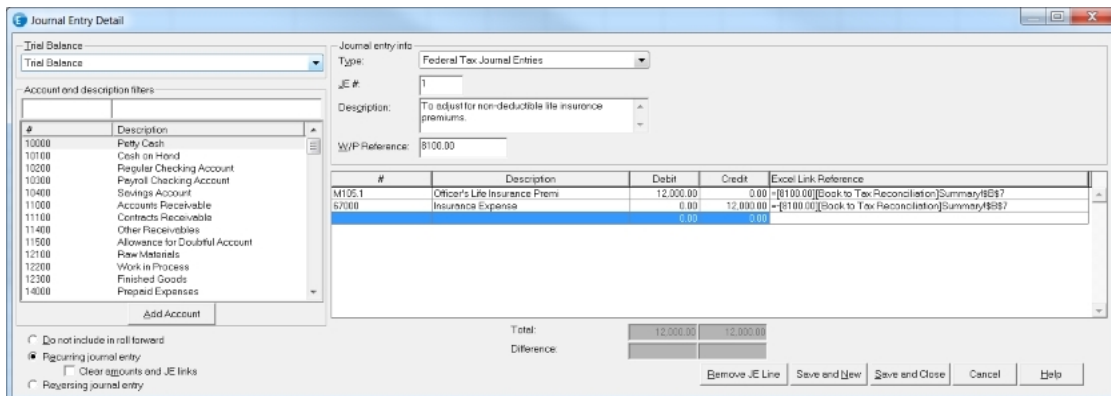 Journal Entry Detail
Trial Balance
Trial Balance
Account and description filters
# Description
10000 Petty Cash
10100 Cash on Hand
10200 Regular Checking Account
10300 Payroll Checking Account
10400 Savings Account
11000 Accounts Receivable
11100 Contracts Receivable
11400 Other Receivables
11500 Allowance for Doubtful Account
12100 Raw Materials
12200 Work in Process
12300 Finished Goods
14000 Prepaid Expenses
Add Account
Do not include in roll forward
Recurring journal entry
Clear amounts and JE links
Reversing journal entry
Journal entry info
Type: Federal Tax Journal Entries
JE #: 1
Description: To adjust for non-deductible life insurance
premiums.
W/P Reference: 8100.00
# Description Debit Credit Excel Link Reference
M105.1 Officer's Life Insurance Premi 12,000.00 0.00 =[8100.00][Book to Tax Reconciliation]Summary!$B$7
67000 Insurance Expense 0.00 12,000.00 =-[8100.00][Book to Tax Reconciliation]Summary!$B$7
0.00 0.00
Total: 12,000.00 12,000.00
Difference:
Remove JE Line Save and New Save and Close Cancel Help